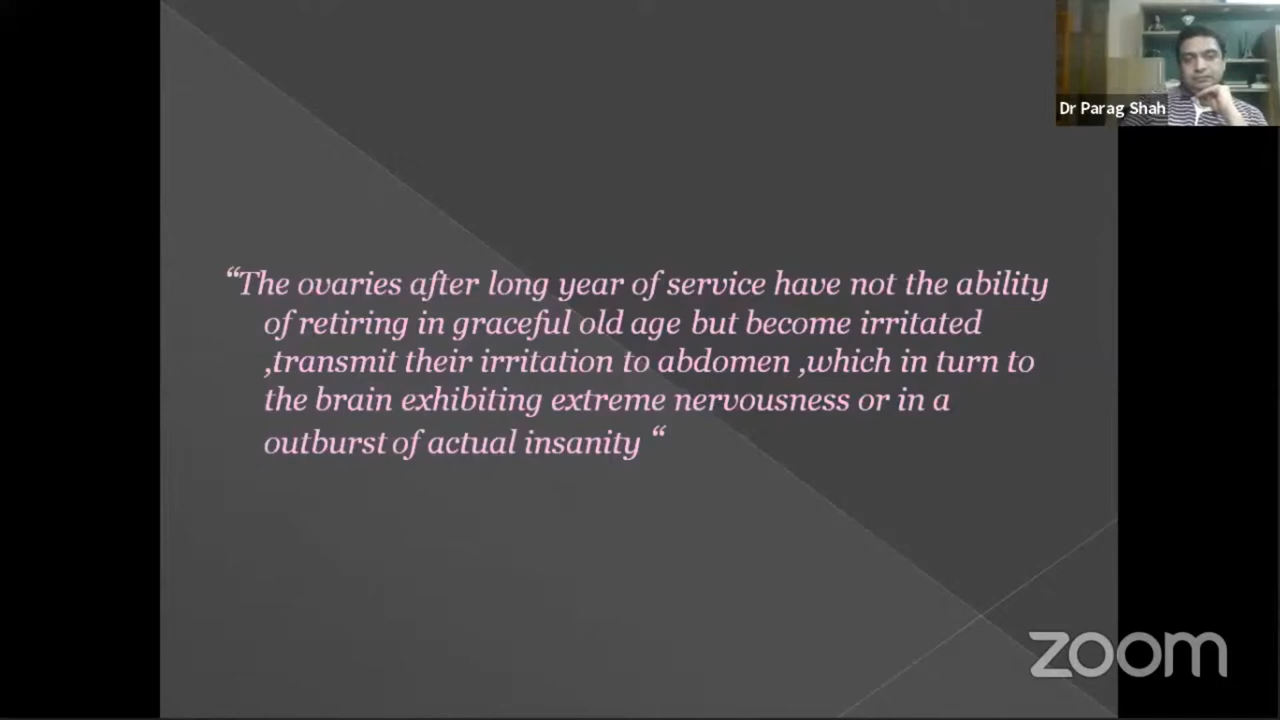 Dr Parag Shah
“The ovaries after long year of service have not the ability
of retiring in graceful old age but become irritated
,transmit their irritation to abdomen ,which in turn to
the brain exhibiting extreme nervousness or in a
outburst of actual insanity “
zoom